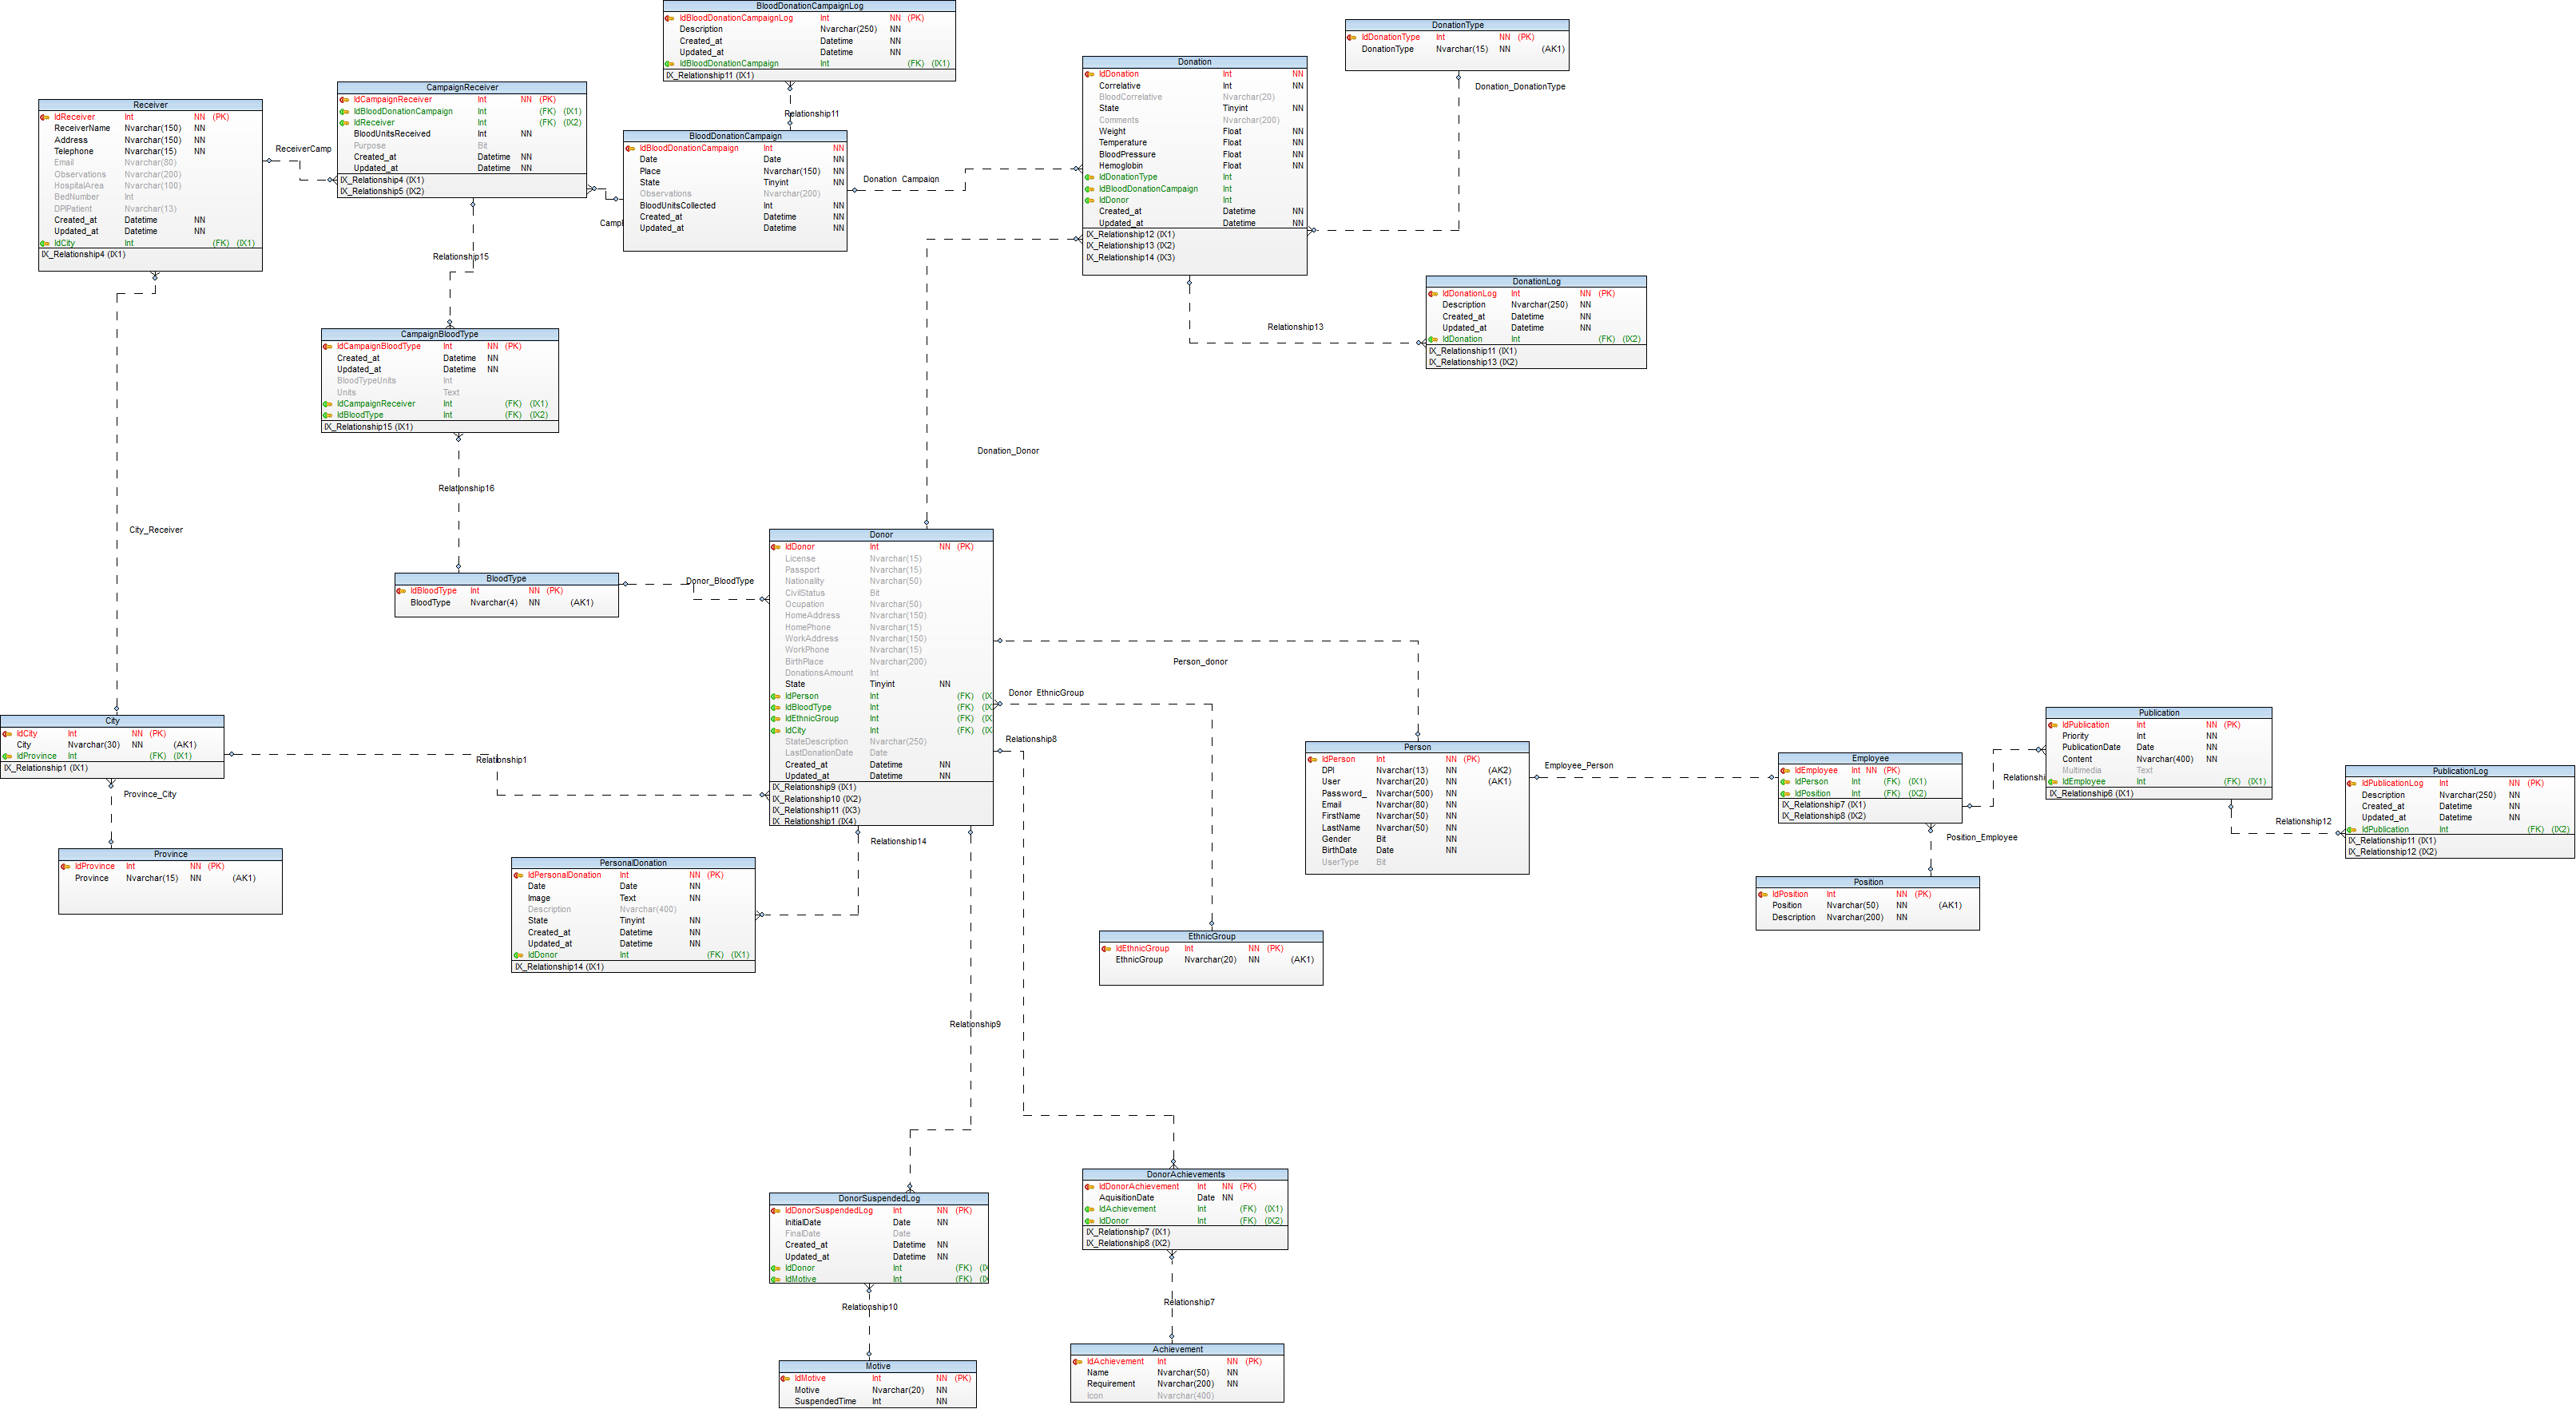 BloodDonationCampaignLog
IdBloodDonationCampaignLog Int NN (PK)
Description Nvarchar(250) NN
Created_at Datetime NN
Updated_at Datetime NN
IdBloodDonationCampaign Int (FK) (IX1)
IX_Relationship11 (IX1)
DonationType
IdDonationType Int NN (PK)
DonationType Nvarchar(15) NN (AK1)
Donation_DonationType
Donation
IdDonation Int NN
Correlative Int NN
BloodCorrelative Nvarchar(20)
State Tinyint NN
Comments Nvarchar(200)
Weight Float NN
Temperature Float NN
BloodPressure Float NN
Hemoglobin Float NN
IdDonationType Int
IdBloodDonationCampaign Int
IdDonor Int
Created_at Datetime NN
Updated_at Datetime NN
IX_Relationship12 (IX1)
IX_Relationship13 (IX2)
IX_Relationship14 (IX3)
CampaignReceiver
IdCampaignReceiver Int NN (PK)
IdBloodDonationCampaign Int (FK) (IX1)
IdReceiver Int (FK) (IX2)
BloodUnitsReceived Int NN
Purpose Bit
Created_at Datetime NN
Updated_at Datetime NN
IX_Relationship4 (IX1)
IX_Relationship5 (IX2)
Receiver
IdReceiver Int NN (PK)
ReceiverName Nvarchar(150) NN
Address Nvarchar(150) NN
Telephone Nvarchar(15) NN
Email Nvarchar(80)
Observations Nvarchar(200)
HospitalArea Nvarchar(100)
BedNumber Int
DPIPatient Nvarchar(13)
Created_at Datetime NN
Updated_at Datetime NN
IdCity Int (FK) (IX1)
IX_Relationship4 (IX1)
ReceiverCamp
Relationship11
BloodDonationCampaign
IdBloodDonationCampaign Int NN
Date Date NN
Place Nvarchar(150) NN
State Tinyint NN
Observations Nvarchar(200)
BloodUnitsCollected Int NN
Created_at Datetime NN
Updated_at Datetime NN
Donation_Campaign
Relationship15
DonationLog
IdDonationLog Int NN (PK)
Description Nvarchar(250) NN
Created_at Datetime NN
Updated_at Datetime NN
IdDonation Int (FK) (IX2)
IX_Relationship11 (IX1)
IX_Relationship13 (IX2)
Relationship13
CampaignBloodType
IdCampaignBloodType Int NN (PK)
Created_at Datetime NN
Updated_at Datetime NN
BloodTypeUnits Int
Units Text
IdCampaignReceiver Int (FK) (IX1)
IdBloodType Int (FK) (IX2)
IX_Relationship15 (IX1)
Donation_Donor
Relationship16
City_Receiver
Donor
IdDonor Int NN (PK)
License Nvarchar(15)
Passport Nvarchar(15)
Nationality Nvarchar(50)
CivilStatus Bit
Ocupation Nvarchar(50)
HomeAddress Nvarchar(150)
HomePhone Nvarchar(15)
WorkAddress Nvarchar(150)
WorkPhone Nvarchar(15)
BirthPlace Nvarchar(200)
DonationsAmount Int
State Tinyint NN
IdPerson Int (FK) (IX
IdBloodType Int (FK) (IX
IdEthnicGroup Int (FK) (IX
IdCity Int (FK) (IX
StateDescription Nvarchar(250)
LastDonationDate Date
Created_at Datetime NN
Updated_at Datetime NN
IX_Relationship9 (IX1)
IX_Relationship10 (IX2)
IX_Relationship11 (IX3)
IX_Relationship1 (IX4)
BloodType
IdBloodType Int NN (PK)
BloodType Nvarchar(4) NN (AK1)
Donor_BloodType
Person_donor
Donor_EthnicGroup
Relationship8
City
IdCity Int NN (PK)
City Nvarchar(30) NN (AK1)
IdProvince Int (FK) (IX1)
IX_Relationship1 (IX1)
Relationship1
Province_City
Province
IdProvince Int NN (PK)
Province Nvarchar(15) NN (AK1)
Person
IdPerson Int NN (PK)
DPI Nvarchar(13) NN (AK2)
User Nvarchar(20) NN (AK1)
Password_ Nvarchar(500) NN
Email Nvarchar(80) NN
FirstName Nvarchar(50) NN
LastName Nvarchar(50) NN
Gender Bit NN
BirthDate Date NN
UserType Bit
Employee_Person
Employee
IdEmployee Int NN (PK)
IdPerson Int (FK) (IX1)
IdPosition Int (FK) (IX2)
IX_Relationship7 (IX1)
IX_Relationship8 (IX2)
Publication
IdPublication Int NN (PK)
Priority Int NN
PublicationDate Date NN
Content Nvarchar(400) NN
Multimedia Text
IdEmployee Int (FK) (IX1)
IX_Relationship6 (IX1)
PublicationLog
IdPublicationLog Int NN (PK)
Description Nvarchar(250) NN
Created_at Datetime NN
Updated_at Datetime NN
IdPublication Int (FK) (IX2)
IX_Relationship11 (IX1)
IX_Relationship12 (IX2)
Relationship12
Position_Employee
Position
IdPosition Int NN (PK)
Position Nvarchar(50) NN (AK1)
Description Nvarchar(200) NN
Relationship14
PersonalDonation
IdPersonalDonation Int NN (PK)
Date Date NN
Image Text NN
Description Nvarchar(400)
State Tinyint NN
Created_at Datetime NN
Updated_at Datetime NN
IdDonor Int (FK) (IX1)
IX_Relationship14 (IX1)
EthnicGroup
IdEthnicGroup Int NN (PK)
EthnicGroup Nvarchar(20) NN (AK1)
Relationship9
DonorSuspendedLog
IdDonorSuspendedLog Int NN (PK)
InitialDate Date NN
FinalDate Date
Created_at Datetime NN
Updated_at Datetime NN
IdDonor Int (FK) (IX
IdMotive Int (FK) (IX
DonorAchievements
IdDonorAchievement Int NN (PK)
AquisitionDate Date NN
IdAchievement Int (FK) (IX1)
IdDonor Int (FK) (IX2)
IX_Relationship7 (IX1)
IX_Relationship8 (IX2)
Relationship10
Relationship7
Motive
IdMotive Int NN (PK)
Motive Nvarchar(20) NN
SuspendedTime Int NN
Achievement
IdAchievement Int NN (PK)
Name Nvarchar(50) NN
Requirement Nvarchar(200) NN
Icon Nvarchar(400)